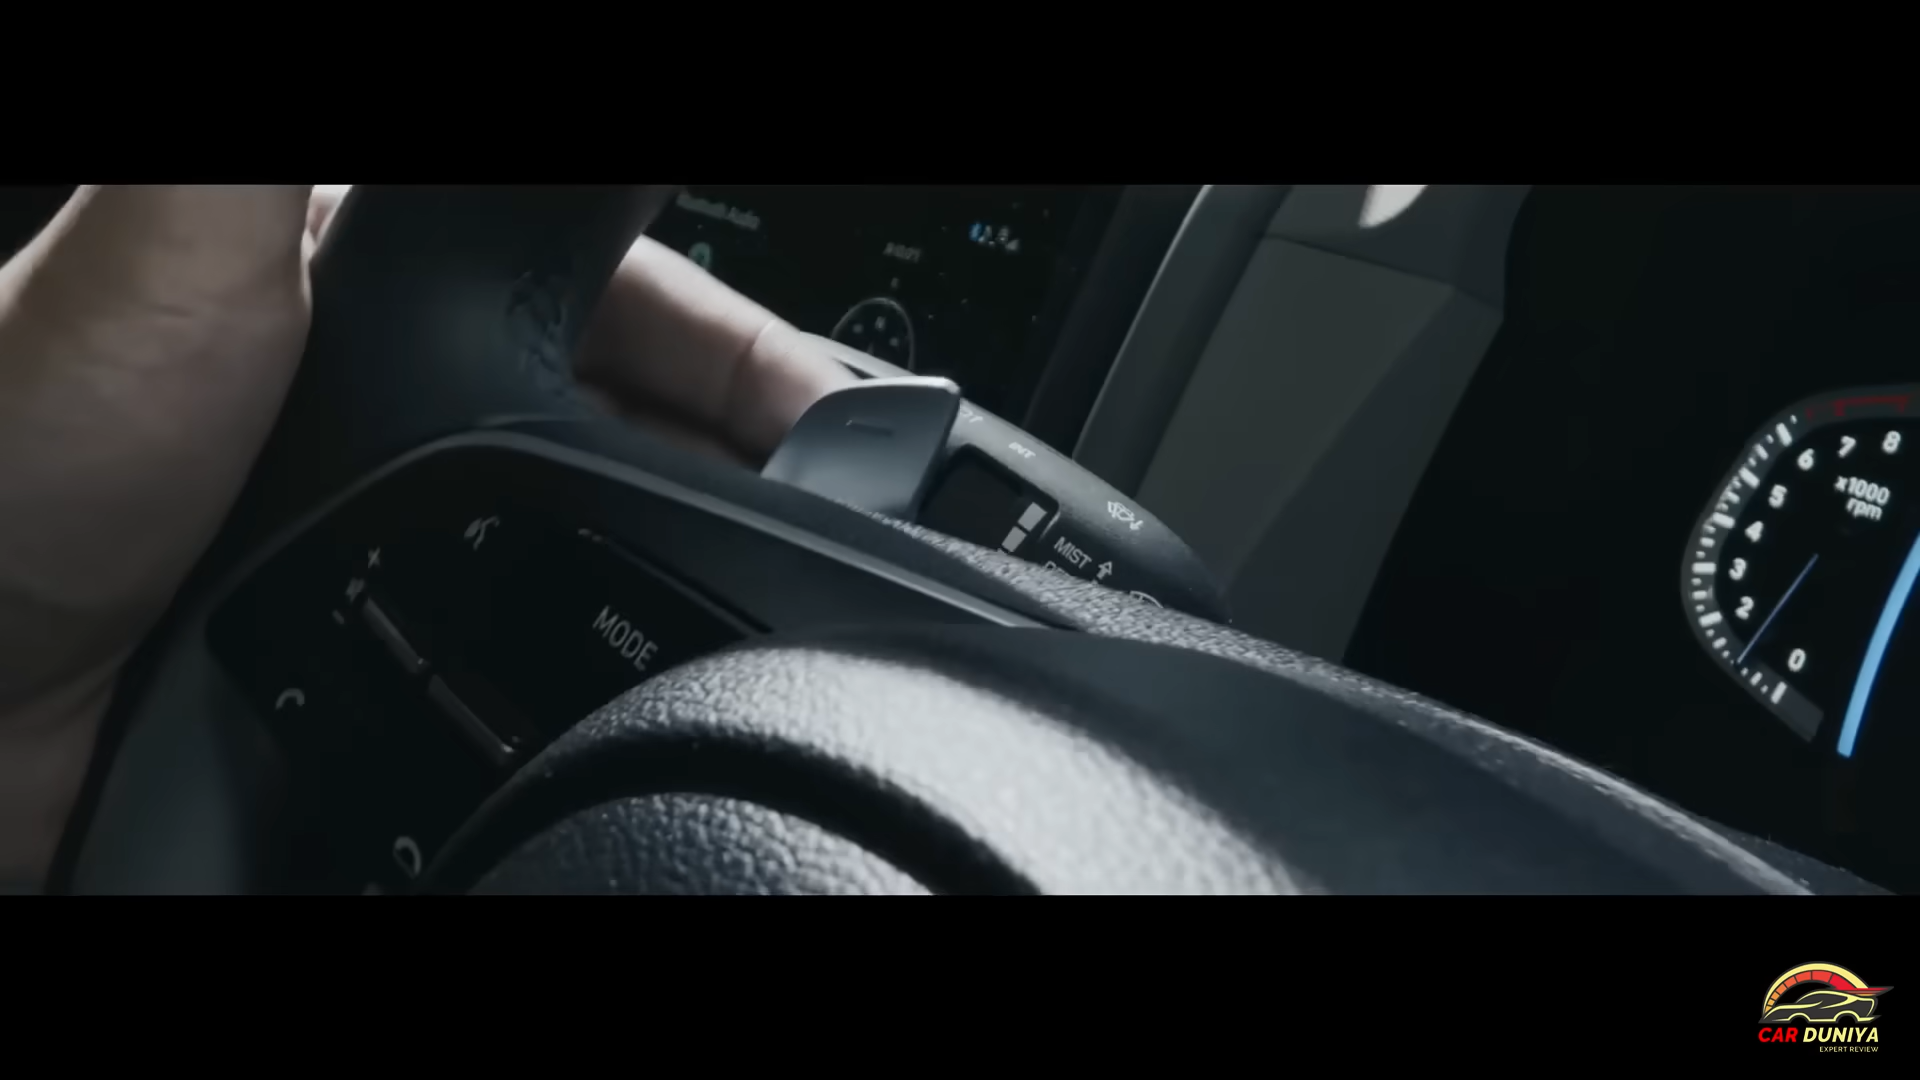 Bluetooth Audio
INT
MIST
MODE
8
7
6
5
4
3
2
0
x1000
rpm
CAR DUNIYA
EXPERT REVIEW